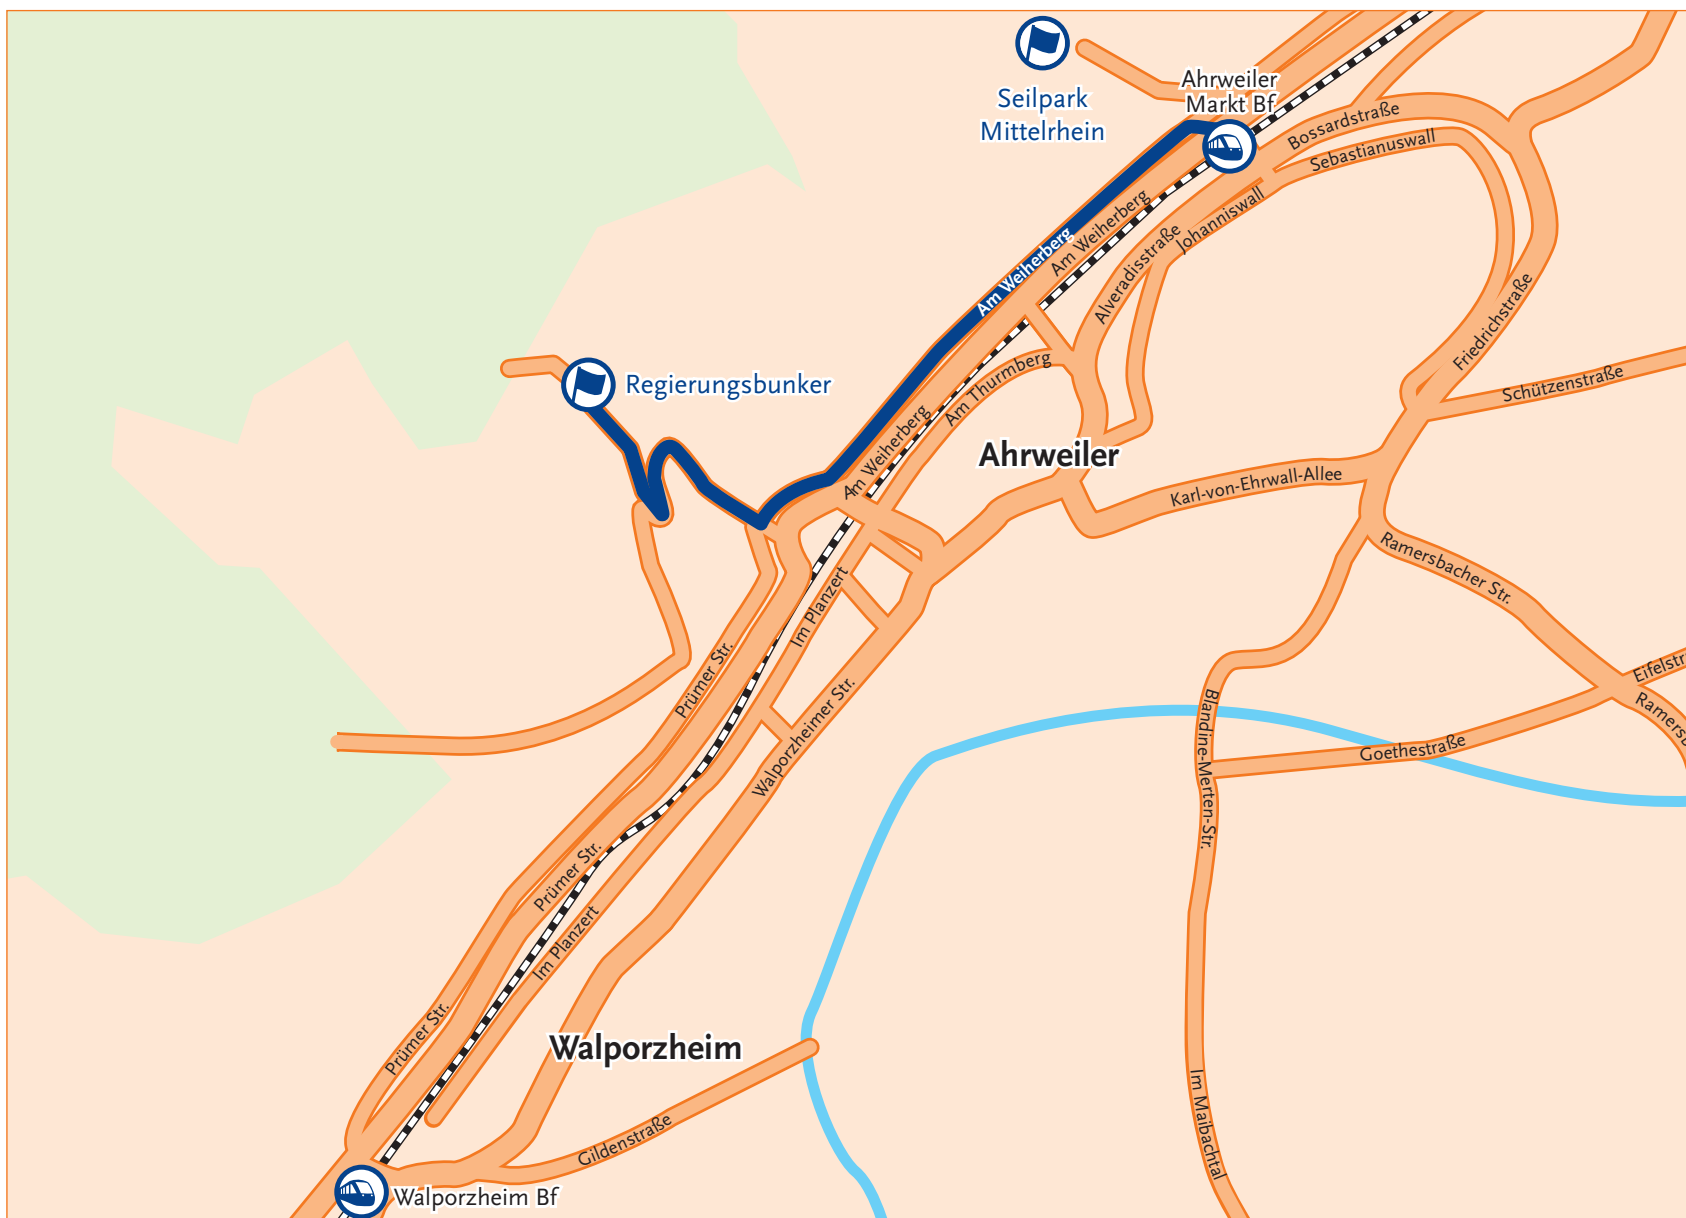 Seilpark
Mittelrhein
Ahrweiler
Markt Bf
Bossardstraße
Sebastianuswall
Johanniswall
Am Weiherberg
Am Weiherberg
Alveradisstraße
Friedrichstraße
Schützenstraße
Regierungsbunker
Am Thurmberg
Am Weiherberg
Ahrweiler
Karl-von-Ehrwall-Allee
Ramersbacher Str.
Im Planzert
Prümer Str.
Walporzheimer Str.
Eifelstr
Ramersb
Blandine-Merten-Str.
Goethestraße
Prümer Str.
Im Planzert
Prümer Str.
Walporzheim
Gildenstraße
Im Maibachtal
Walporzheim Bf